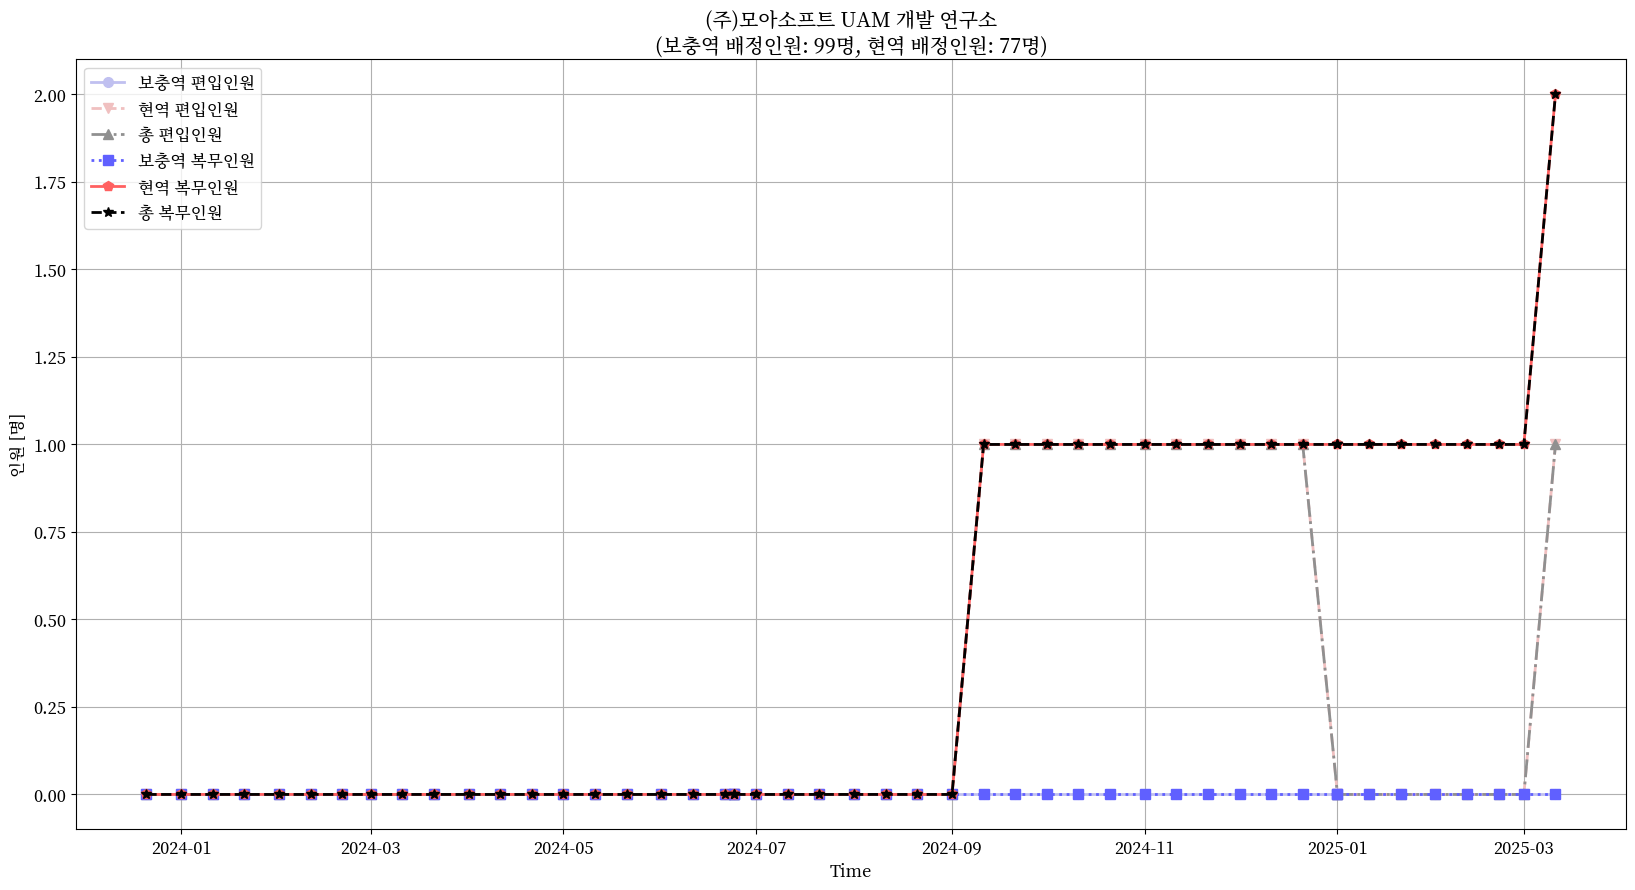 (주)모아소프트 UAM 개발 연구소
(보충역 배정인원: 99명, 현역 배정인원: 77명)
보충역 편입인원
현역 편입인원
총 편입인원
보충역 복무인원
현역 복무인원
총 복무인원
2.00
1.75
1.50
1.25
1.00
0.75
0.50
0.25
0.00
인원 [명]
2024-01 2024-03 2024-05 2024-07 2024-09 2024-11 2025-01 2025-03
Time